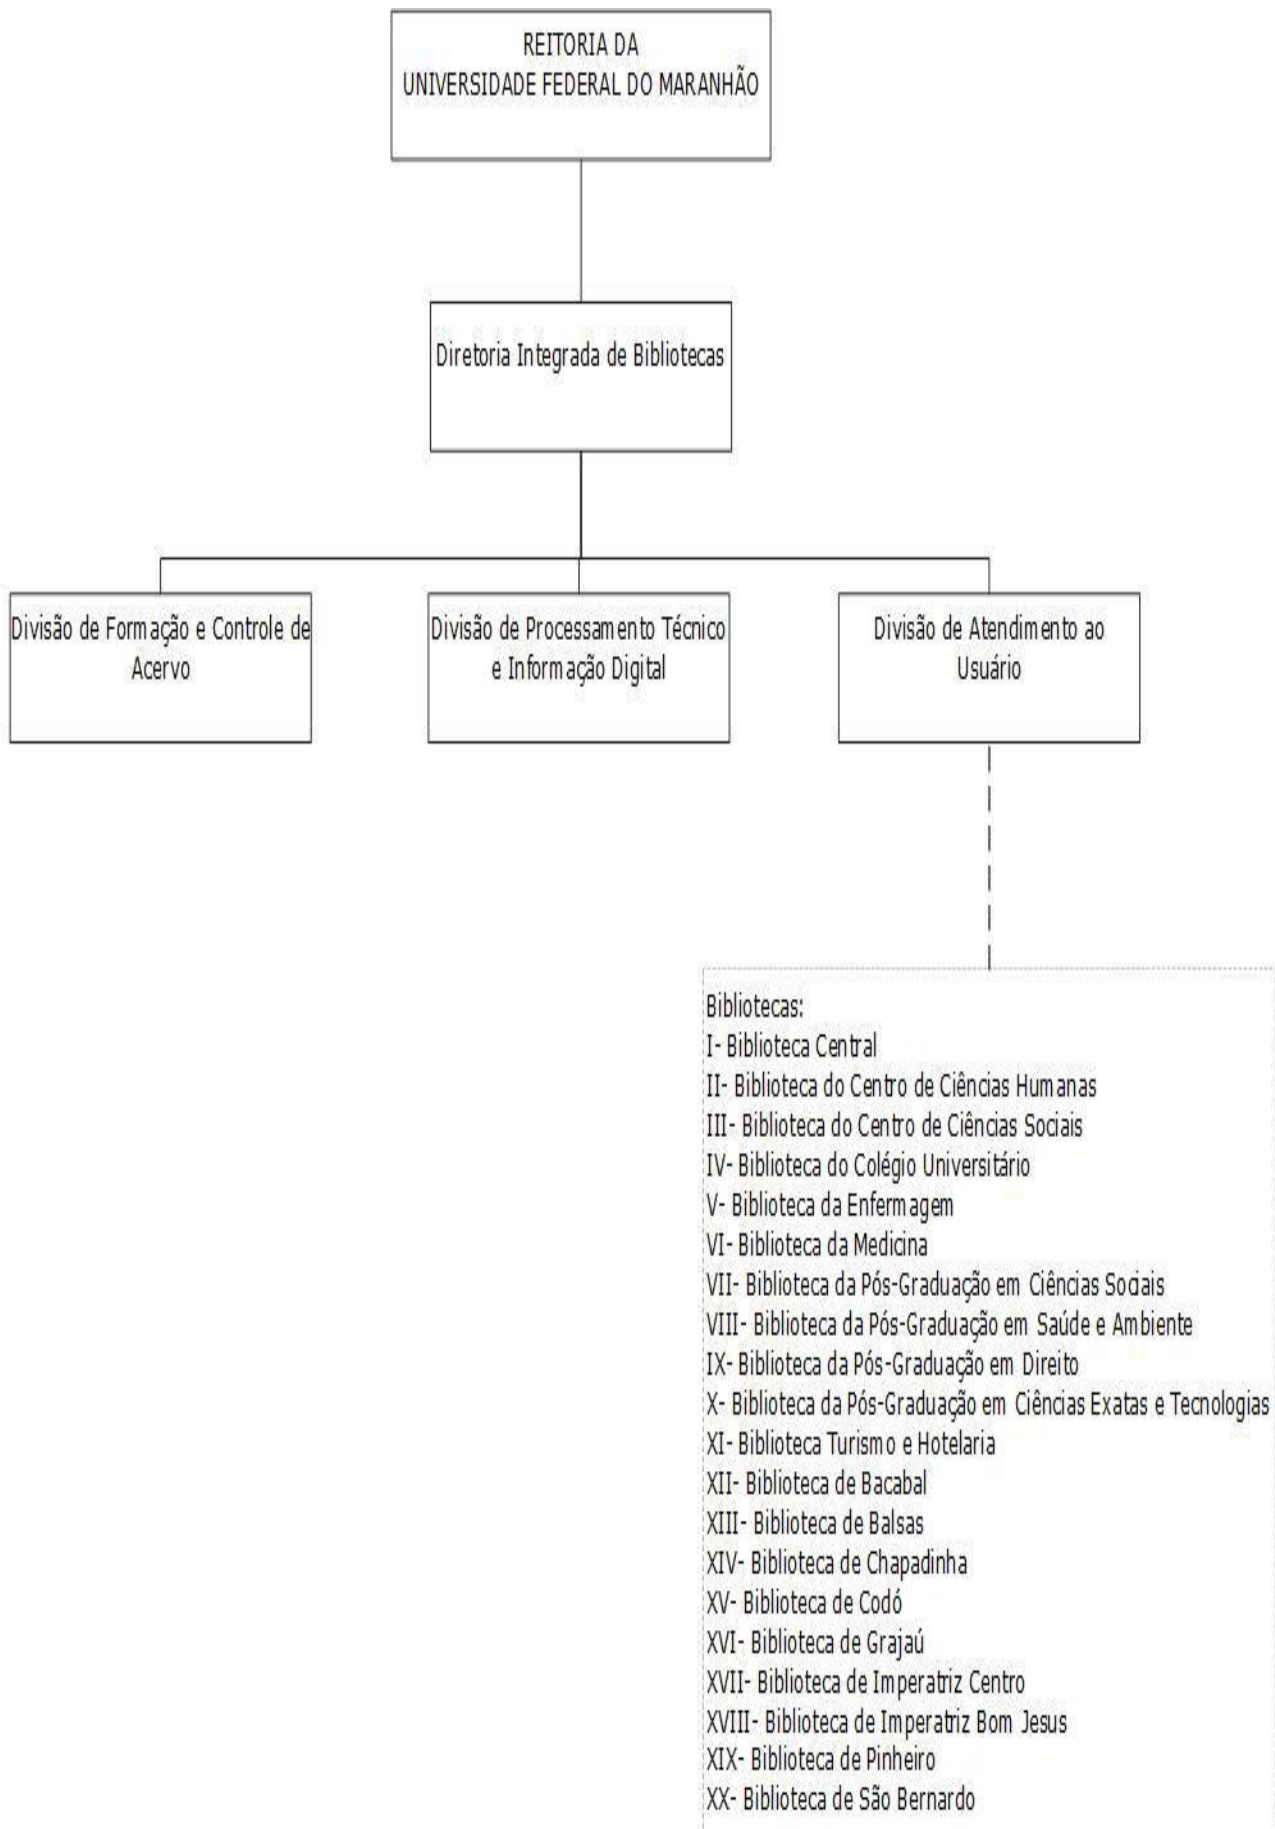 REITORIA DA
UNIVERSIDADE FEDERAL DO MARANHÃO
Diretoria Integrada de Bibliotecas
Divisão de Formação e Controle de
Acervo
Divisão de Processamento Técnico
e Informação Digital
Divisão de Atendimento ao
Usuário
Bibliotecas:
I- Biblioteca Central
II- Biblioteca do Centro de Ciências Humanas
III- Biblioteca do Centro de Ciências Sociais
IV- Biblioteca do Colégio Universitário
V- Biblioteca da Enfermagem
VI- Biblioteca da Medicina
VII- Biblioteca da Pós-Graduação em Ciências Sociais
VIII- Biblioteca da Pós-Graduação em Saúde e Ambiente
IX- Biblioteca da Pós-Graduação em Direito
X- Biblioteca da Pós-Graduação em Ciências Exatas e Tecnologias
XI- Biblioteca Turismo e Hotelaria
XII- Biblioteca de Bacabal
XIII- Biblioteca de Balsas
XIV- Biblioteca de Chapadinha
XV- Biblioteca de Codó
XVI- Biblioteca de Grajaú
XVII- Biblioteca de Imperatriz Centro
XVIII- Biblioteca de Imperatriz Bom Jesus
XIX- Biblioteca de Pinheiro
XX- Biblioteca de São Bernardo